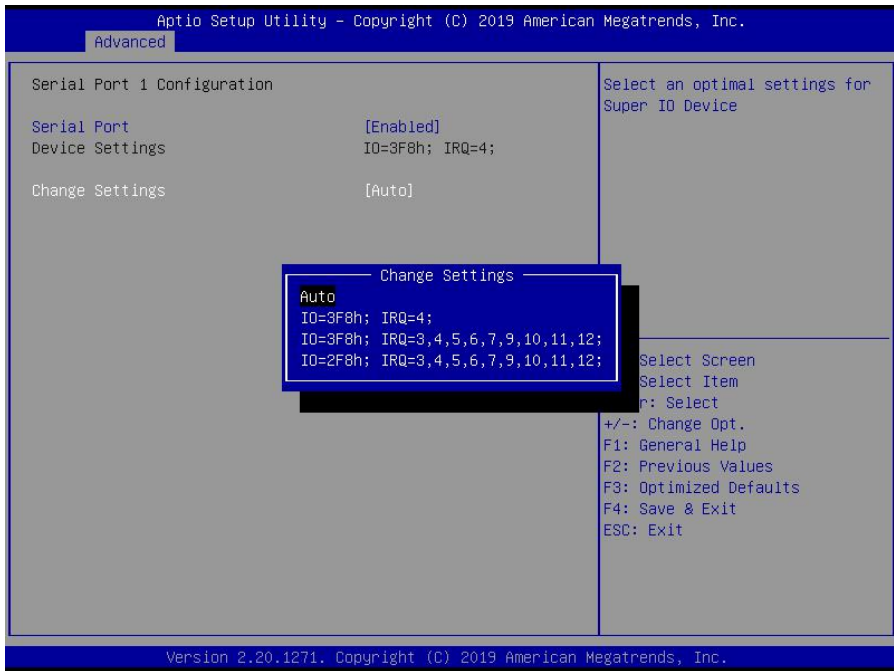 Aptio Setup Utility – Copyright (C) 2019 American Megatrends, Inc.
Advanced
Serial Port 1 Configuration
Serial Port [Enabled]
Device Settings IO=3F8h; IRQ=4;
Change Settings [Auto]
Select an optimal settings for
Super IO Device
Change Settings
Auto
IO=3F8h; IRQ=4;
IO=3F8h; IRQ=3,4,5,6,7,9,10,11,12;
IO=2F8h; IRQ=3,4,5,6,7,9,10,11,12;
Select Screen
Select Item
r: Select
+/-: Change Opt.
F1: General Help
F2: Previous Values
F3: Optimized Defaults
F4: Save & Exit
ESC: Exit
Version 2.20.1271. Copyright (C) 2019 American Megatrends, Inc.